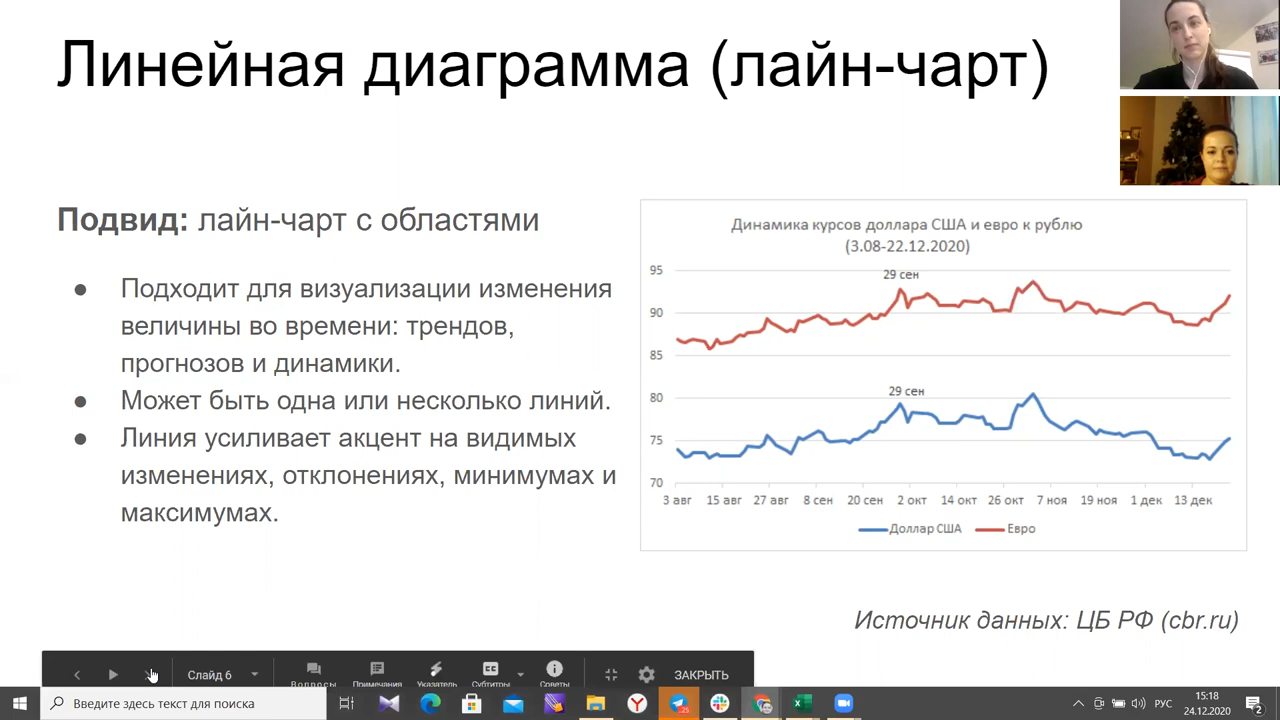 Линейная диаграмма (лайн-чарт)
Подвид: лайн-чарт с областями
● Подходит для визуализации изменения
величины во времени: трендов,
прогнозов и динамики.
● Может быть одна или несколько линий.
● Линия усиливает акцент на видимых
изменениях, отклонениях, минимумах и
максимумах.
Динамика курсов доллара США и евро к рублю
(3.08-22.12.2020)
95
90
85
80
75
70
29 сен
29 сен
3 авг 15 авг 27 авг 8 сен 20 сен 2 окт 14 окт 26 окт 7 ноя 19 ноя 1 дек 13 дек
Доллар США Евро
Источник данных: ЦБ РФ (cbr.ru)
Слайд 6
Вопросы Примечания Указатель Субтитры Советы
ЗАКРЫТЬ
Введите здесь текст для поиска
25
РУС
15:18
24.12.2020
2